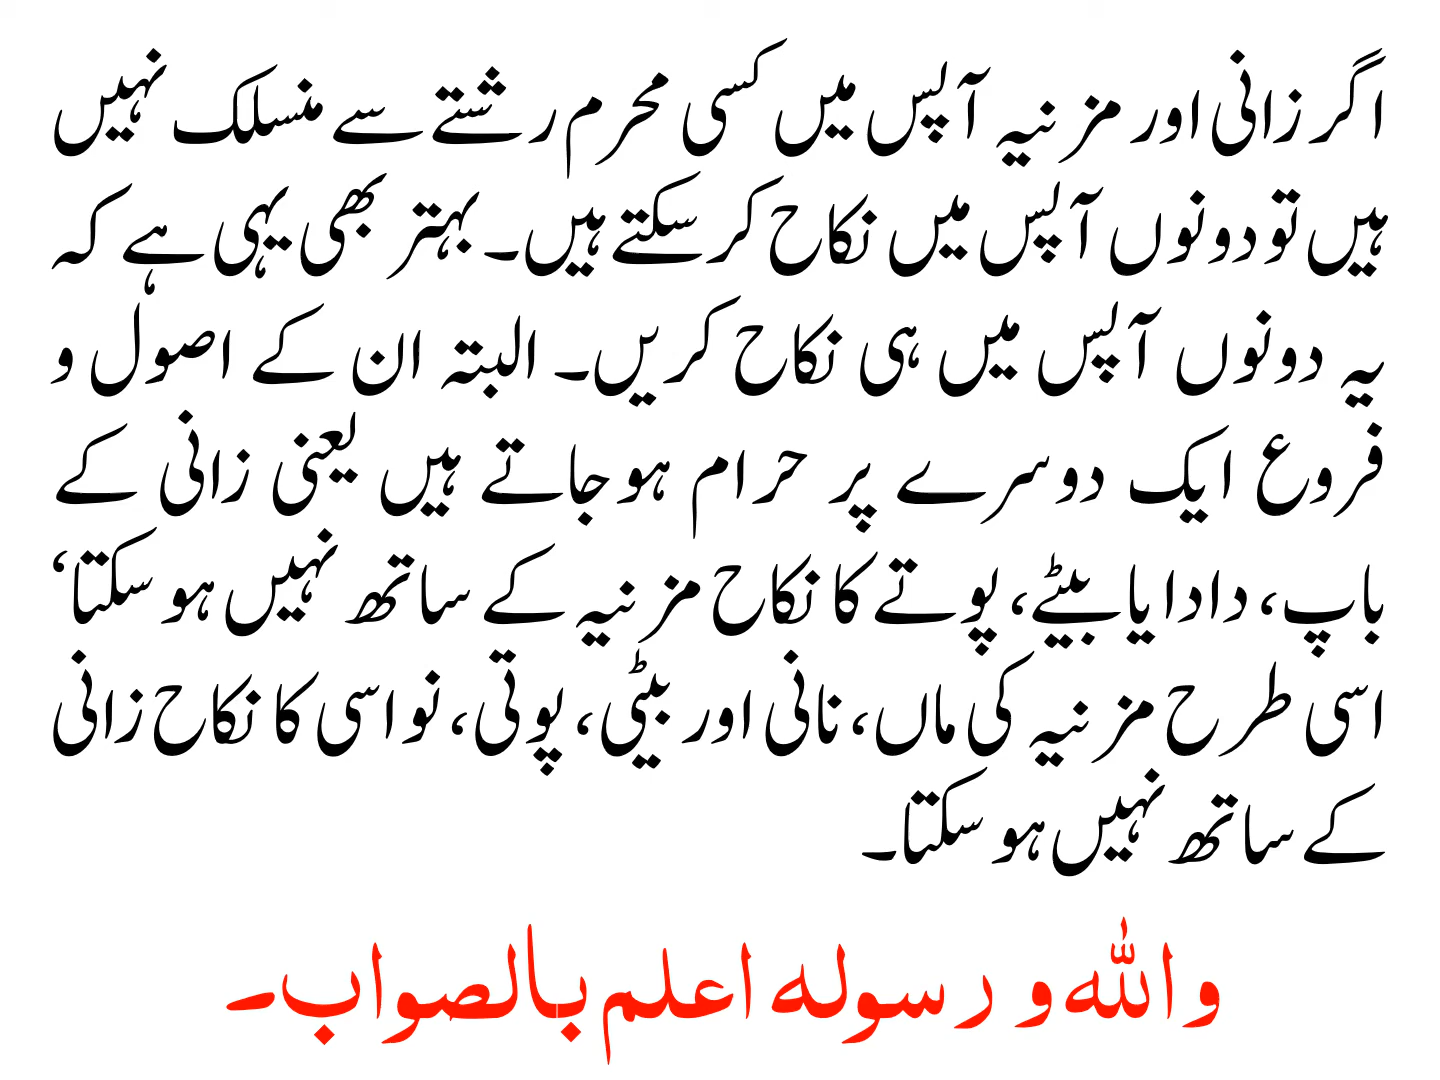 اگر زانی اور مزنیہ آپس میں کسی محرم رشتے سے منسلک نہیں
ہیں تو دونوں آپس میں نکاح کر سکتے ہیں۔ بہتر بھی یہی ہے کہ
یہ دونوں آپس میں ہی نکاح کریں۔ البتہ ان کے اصول و
فروع ایک دوسرے پر حرام ہو جاتے ہیں یعنی زانی کے
باپ، دادا یا بیٹے، پوتے کا نکاح مزنیہ کے ساتھ نہیں ہو سکتا‘
اسی طرح مزنیہ کی ماں، نانی اور بیٹی، پوتی، نواسی کا نکاح زانی
کے ساتھ نہیں ہو سکتا۔
واللہ و رسولہ اعلم بالصواب۔